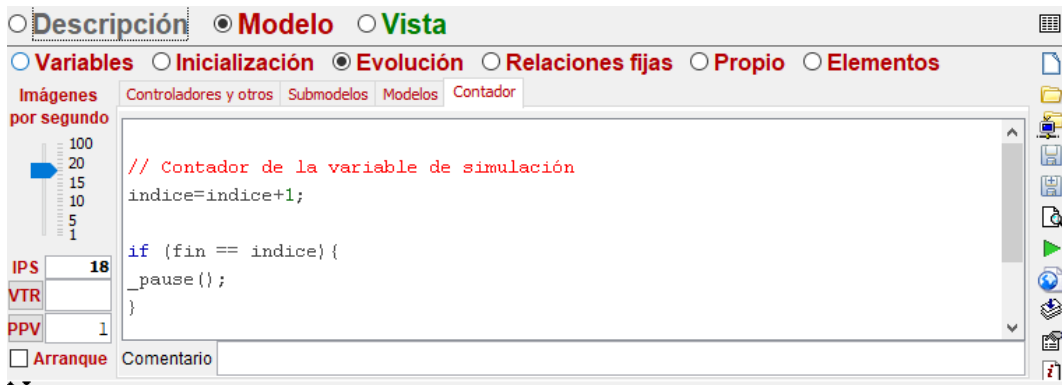 Descripción Modelo Vista
Variables Inicialización Evolución Relaciones fijas Propio Elementos
Imágenes por segundo
100
20
15
10
5
1
IPS 18
VTR
PPV 1
Arranque
Controladores y otros Submodelos Modelos Contador
// Contador de la variable de simulación
indice=indice+1;
if (fin == indice){
_pause();
}
Comentario